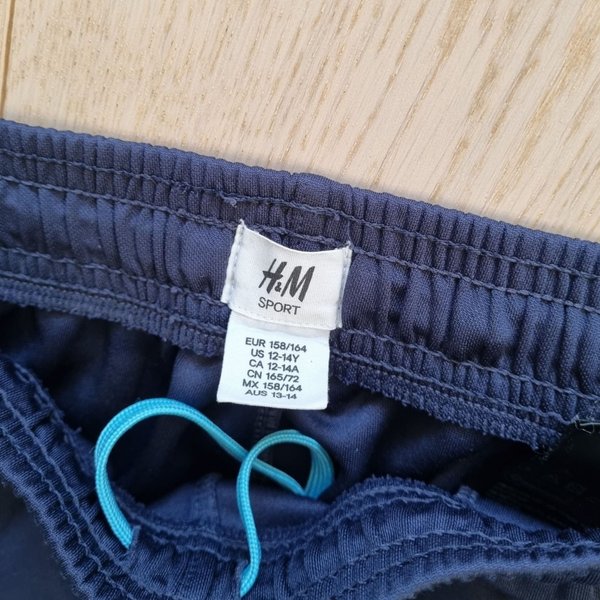 H&M
SPORT
EUR 158/164
US 12-14Y
CA 12-14A
CN 165/72
MX 158/164
AUS 13-14